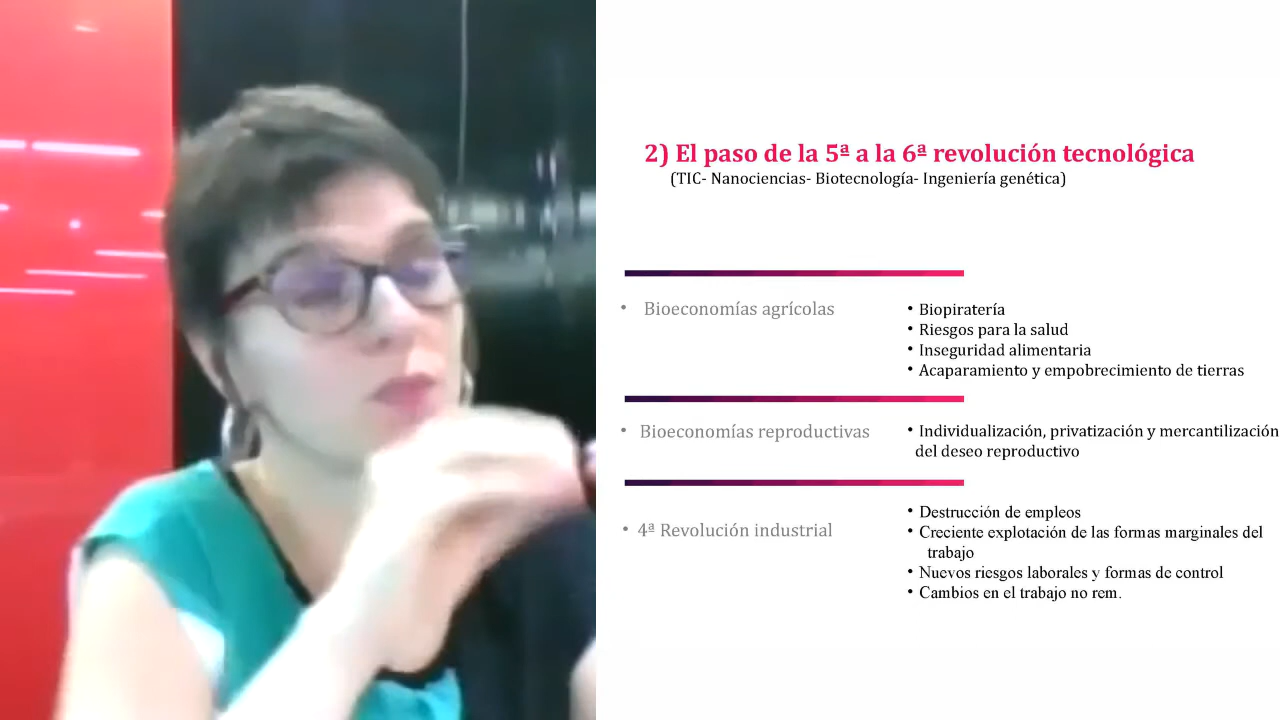 2) El paso de la 5ª a la 6ª revolución tecnológica
(TIC- Nanociencias- Biotecnología- Ingeniería genética)
• Bioeconomías agrícolas
• Biopiratería
• Riesgos para la salud
• Inseguridad alimentaria
• Acaparamiento y empobrecimiento de tierras
• Bioeconomías reproductivas
• Individualización, privatización y mercantilización
del deseo reproductivo
• 4ª Revolución industrial
• Destrucción de empleos
• Creciente explotación de las formas marginales del
trabajo
• Nuevos riesgos laborales y formas de control
• Cambios en el trabajo no rem.